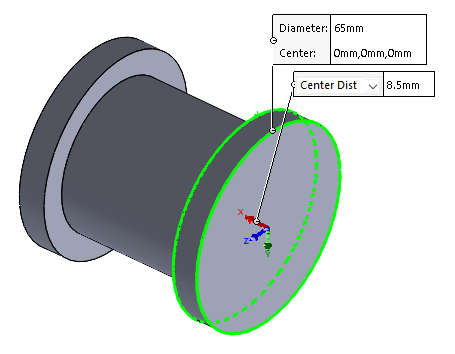 Diameter: 65mm
Center: 0mm,0mm,0mm
Center Dist 8.5mm
X
Z
Y